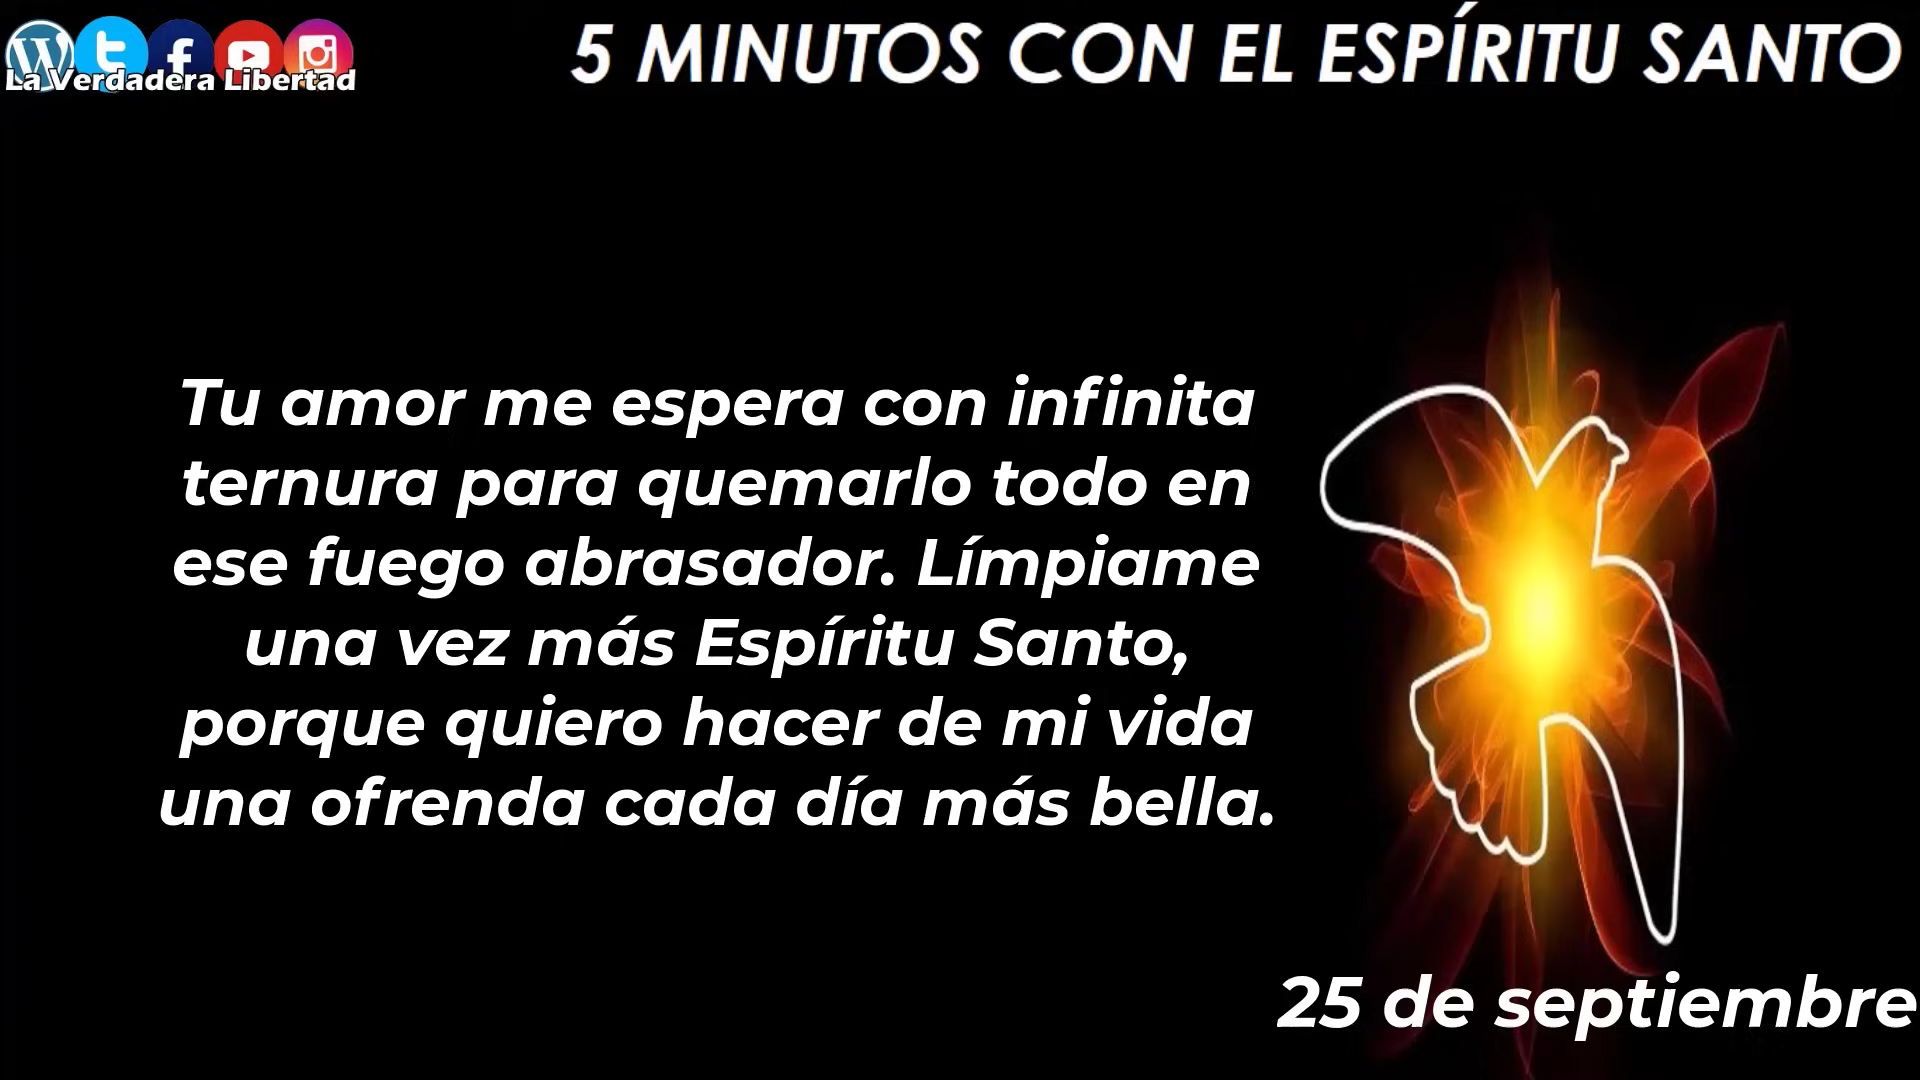 La Verdadera Libertad
5 MINUTOS CON EL ESPÍRITU SANTO
Tu amor me espera con infinita
ternura para quemarlo todo en
ese fuego abrasador. Límpiame
una vez más Espíritu Santo,
porque quiero hacer de mi vida
una ofrenda cada día más bella.
25 de septiembre